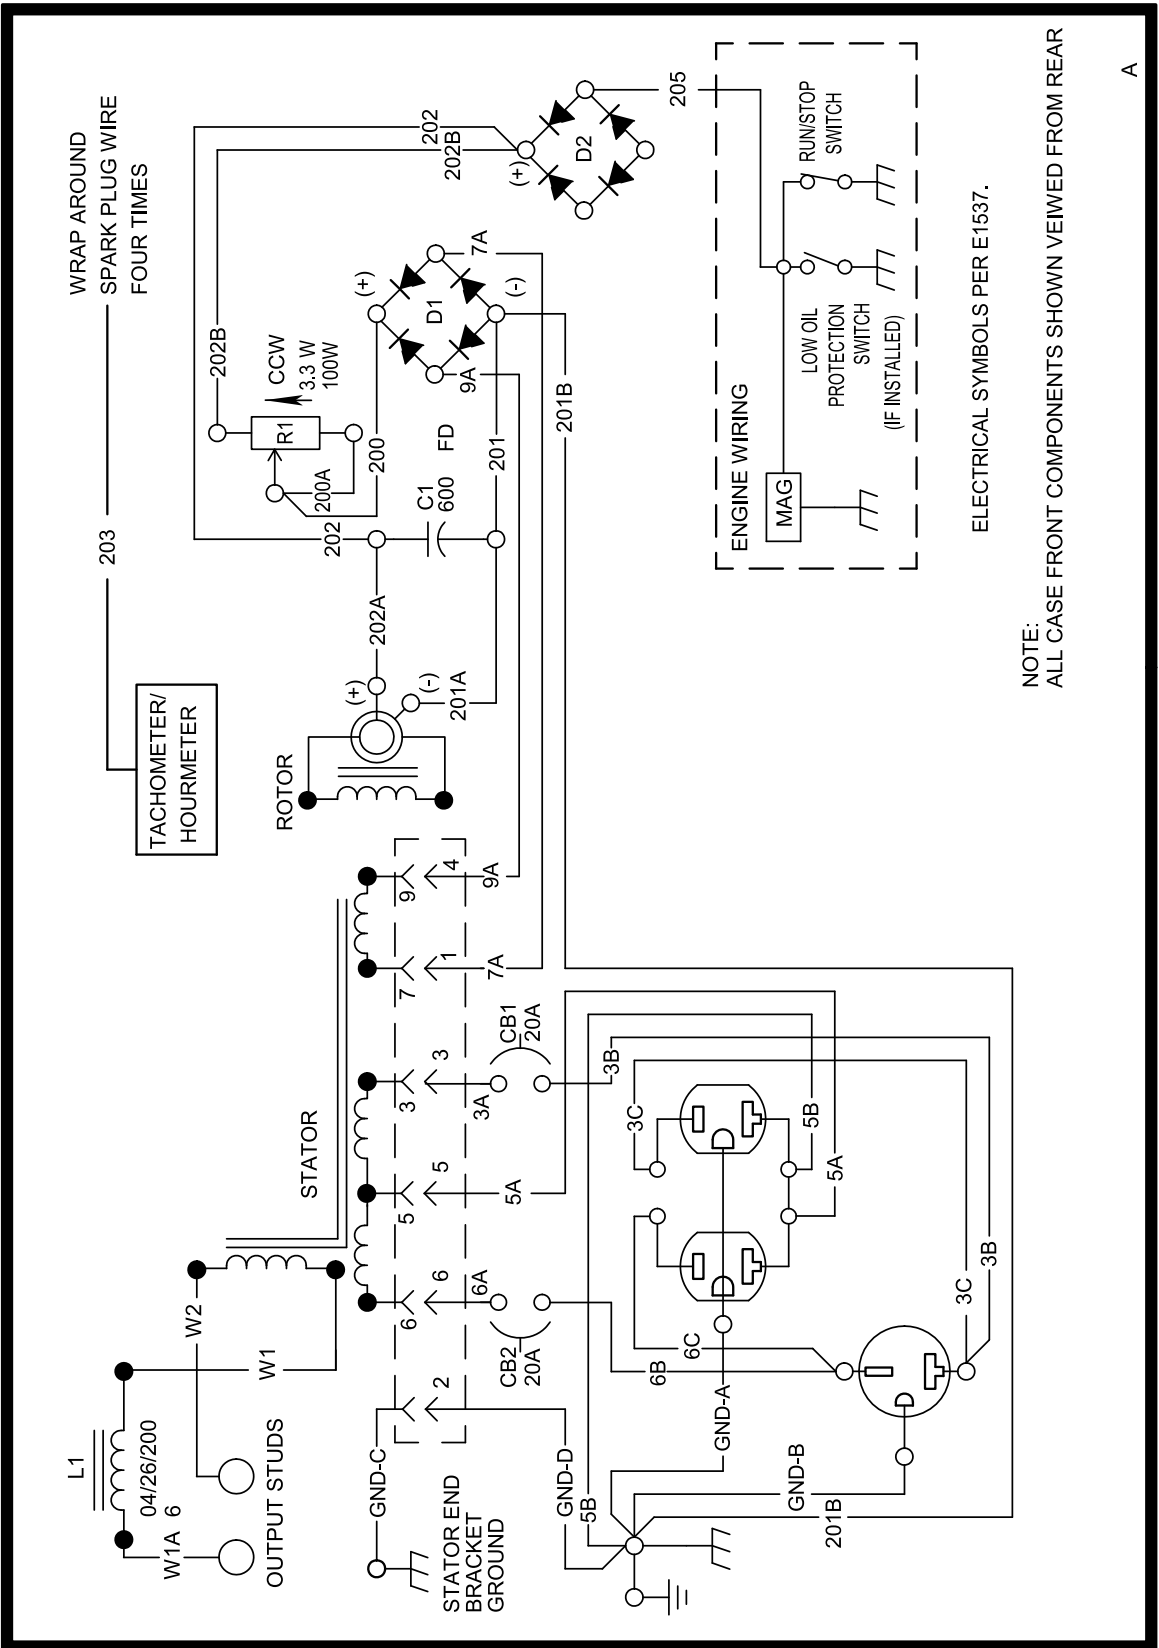 L1
04/26/200
6
W1A
W2
W1
OUTPUT STUDS
TACHOMETER/
HOURMETER
203
WRAP AROUND
SPARK PLUG WIRE
FOUR TIMES
STATOR
ROTOR
(+)
(-)
202A
201A
202
202B
R1
CCW
3.3 W
100W
200A
200
C1
600 FD
201
(+)
D1
(-)
7A
9A
201B
202
202B
(+)
D2
205
GND-C
STATOR END
BRACKET
GROUND
6
5
3
7
9
2
6
5
3
1
4
6A
5A
3A
7A
9A
CB2
20A
CB1
20A
GND-D
5B
6B
6C
3C
3B
5B
5A
GND-A
GND-B
201B
3C
3B
ENGINE WIRING
MAG
LOW OIL
PROTECTION
SWITCH
(IF INSTALLED)
RUN/STOP
SWITCH
ELECTRICAL SYMBOLS PER E1537.
NOTE:
ALL CASE FRONT COMPONENTS SHOWN VEIWED FROM REAR
A